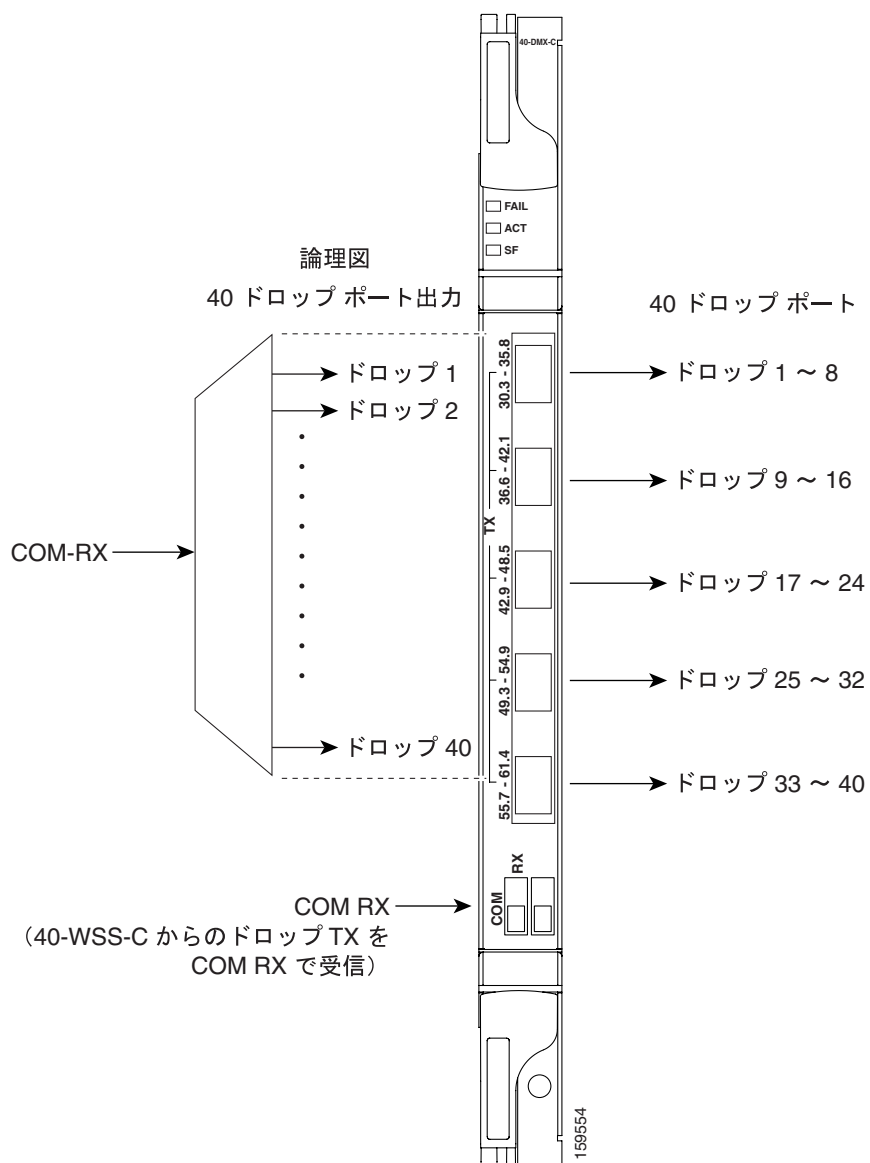 40-DMX-C
FAIL
ACT
SF
論理図
40 ドロップ ポート出力
40 ドロップ ポート
ドロップ 1
ドロップ 2
ドロップ 40
COM-RX
30.3 - 35.8
36.6 - 42.1
42.9 - 48.5
49.3 - 54.9
55.7 - 61.4
TX
ドロップ 1 ～ 8
ドロップ 9 ～ 16
ドロップ 17 ～ 24
ドロップ 25 ～ 32
ドロップ 33 ～ 40
RX
COM
COM RX
（40-WSS-C からのドロップ TX を
COM RX で受信）
159554